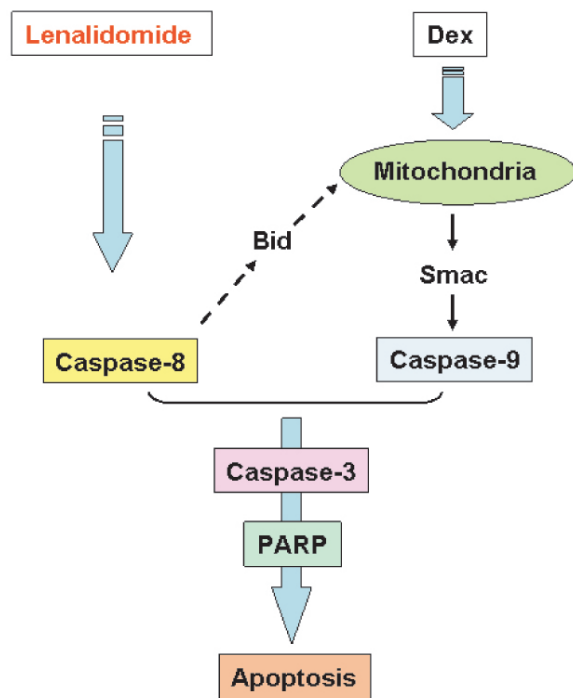 Lenalidomide
Dex
Mitochondria
Bid
Smac
Caspase-8
Caspase-9
Caspase-3
PARP
Apoptosis